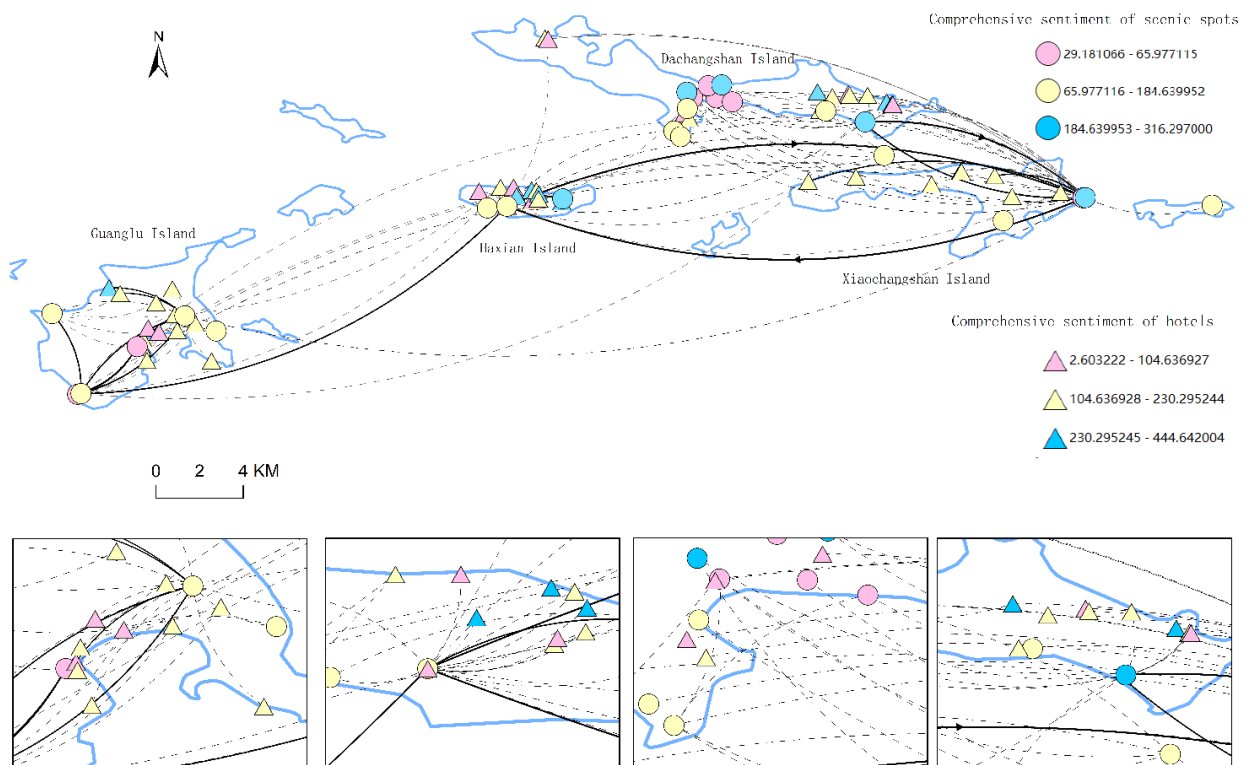 Comprehensive sentiment of scenic spots
N
29.181066 - 65.977115
Dachangshan Island
65.977116 - 184.639952
184.639953 - 316.297000
Guanglu Island
Haxian Island
Xiaochangshan Island
Comprehensive sentiment of hotels
2.603222 - 104.636927
104.636928 - 230.295244
230.295245 - 444.642004
0 2 4 KM